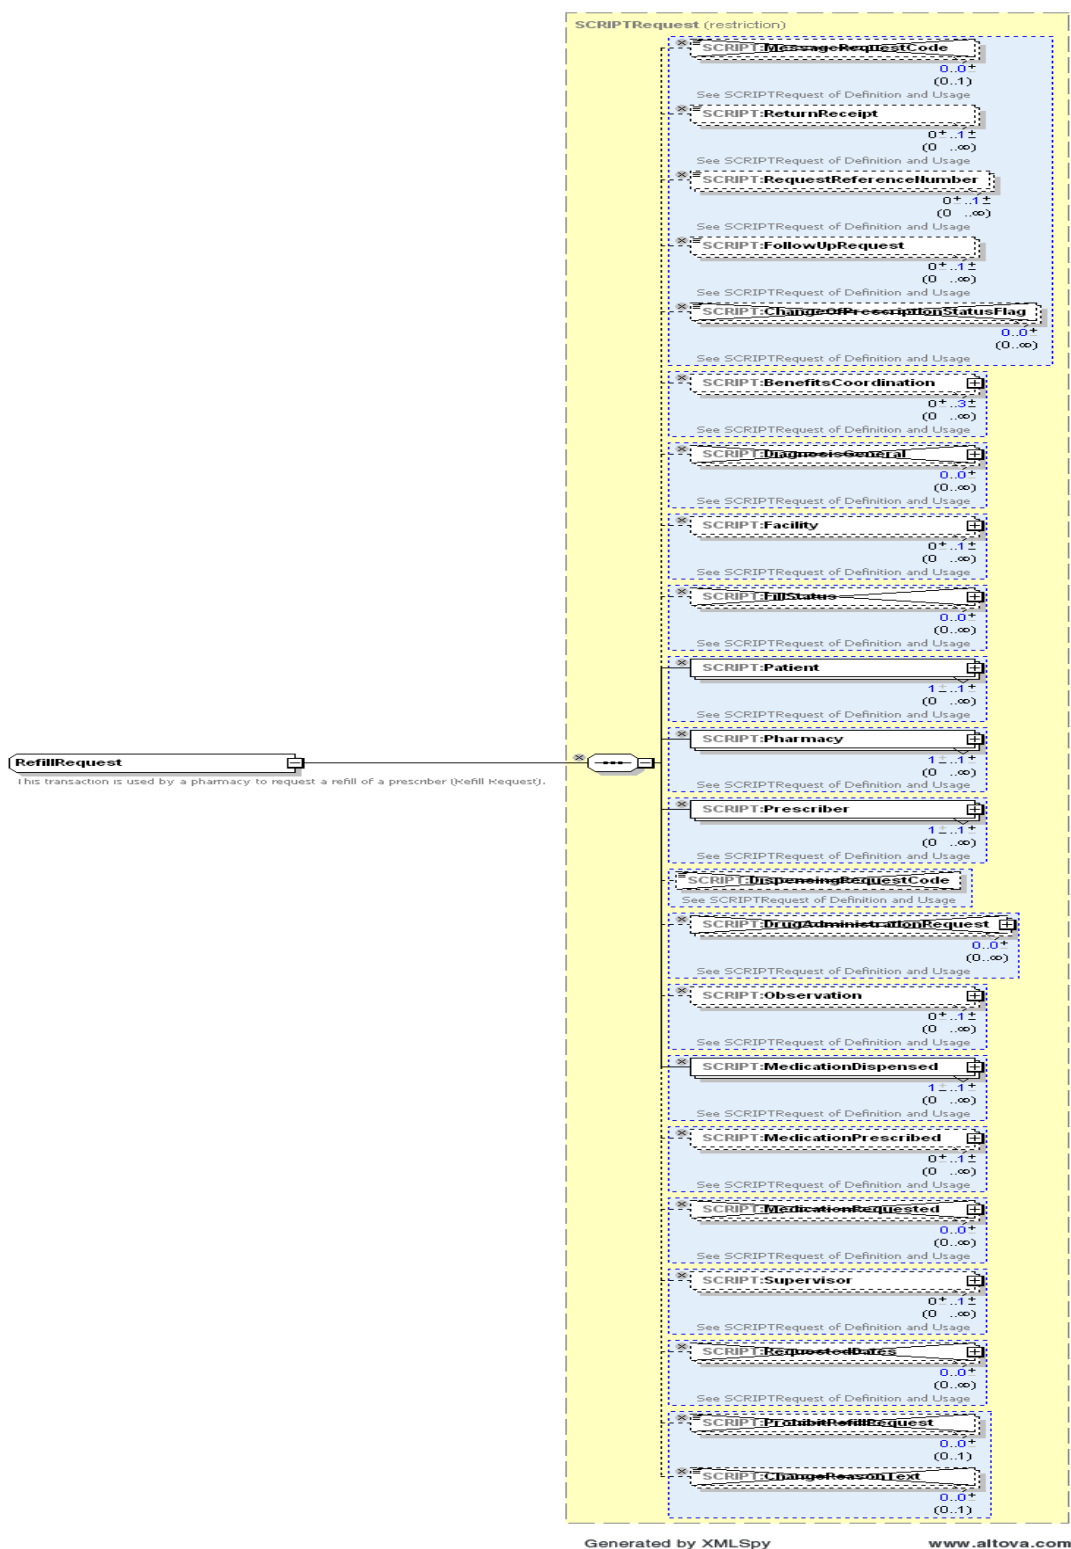 SCRIPTRequest (restriction)
SCRIPT:MessageRequestCode
0..0±
(0..1)
See SCRIPTRequest of Definition and Usage
SCRIPT:ReturnReceipt
0±..1±
(0 ..∞)
See SCRIPTRequest of Definition and Usage
SCRIPT:RequestReferenceNumber
0±..1±
(0 ..∞)
See SCRIPTRequest of Definition and Usage
SCRIPT:FollowUpRequest
0±..1±
(0 ..∞)
See SCRIPTRequest of Definition and Usage
SCRIPT:ChangeOfPrescriptionStatusFlag
0..0±
(0..∞)
See SCRIPTRequest of Definition and Usage
SCRIPT:BenefitsCoordination
0±..3±
(0 ..∞)
See SCRIPTRequest of Definition and Usage
SCRIPT:DiagnosisGeneral
0..0±
(0..∞)
See SCRIPTRequest of Definition and Usage
SCRIPT:Facility
0±..1±
(0 ..∞)
See SCRIPTRequest of Definition and Usage
SCRIPT:FillStatus
0..0±
(0..∞)
See SCRIPTRequest of Definition and Usage
SCRIPT:Patient
1±..1±
(0 ..∞)
See SCRIPTRequest of Definition and Usage
SCRIPT:Pharmacy
1±..1±
(0 ..∞)
See SCRIPTRequest of Definition and Usage
RefillRequest
This transaction is used by a pharmacy to request a refill of a prescriber (Refill Request).
SCRIPT:Prescriber
1±..1±
(0 ..∞)
See SCRIPTRequest of Definition and Usage
SCRIPT:DispensingRequestCode
See SCRIPTRequest of Definition and Usage
SCRIPT:DrugAdministrationRequest
0..0±
(0..∞)
See SCRIPTRequest of Definition and Usage
SCRIPT:Observation
0±..1±
(0 ..∞)
See SCRIPTRequest of Definition and Usage
SCRIPT:MedicationDispensed
1±..1±
(0 ..∞)
See SCRIPTRequest of Definition and Usage
SCRIPT:MedicationPrescribed
0±..1±
(0 ..∞)
See SCRIPTRequest of Definition and Usage
SCRIPT:MedicationRequested
0..0±
(0..∞)
See SCRIPTRequest of Definition and Usage
SCRIPT:Supervisor
0±..1±
(0 ..∞)
See SCRIPTRequest of Definition and Usage
SCRIPT:RequestedDates
0..0±
(0..∞)
See SCRIPTRequest of Definition and Usage
SCRIPT:ProhibitRefillRequest
0..0±
(0..1)
SCRIPT:ChangeReasonText
0..0±
(0..1)
Generated by XMLSpy www.altova.com